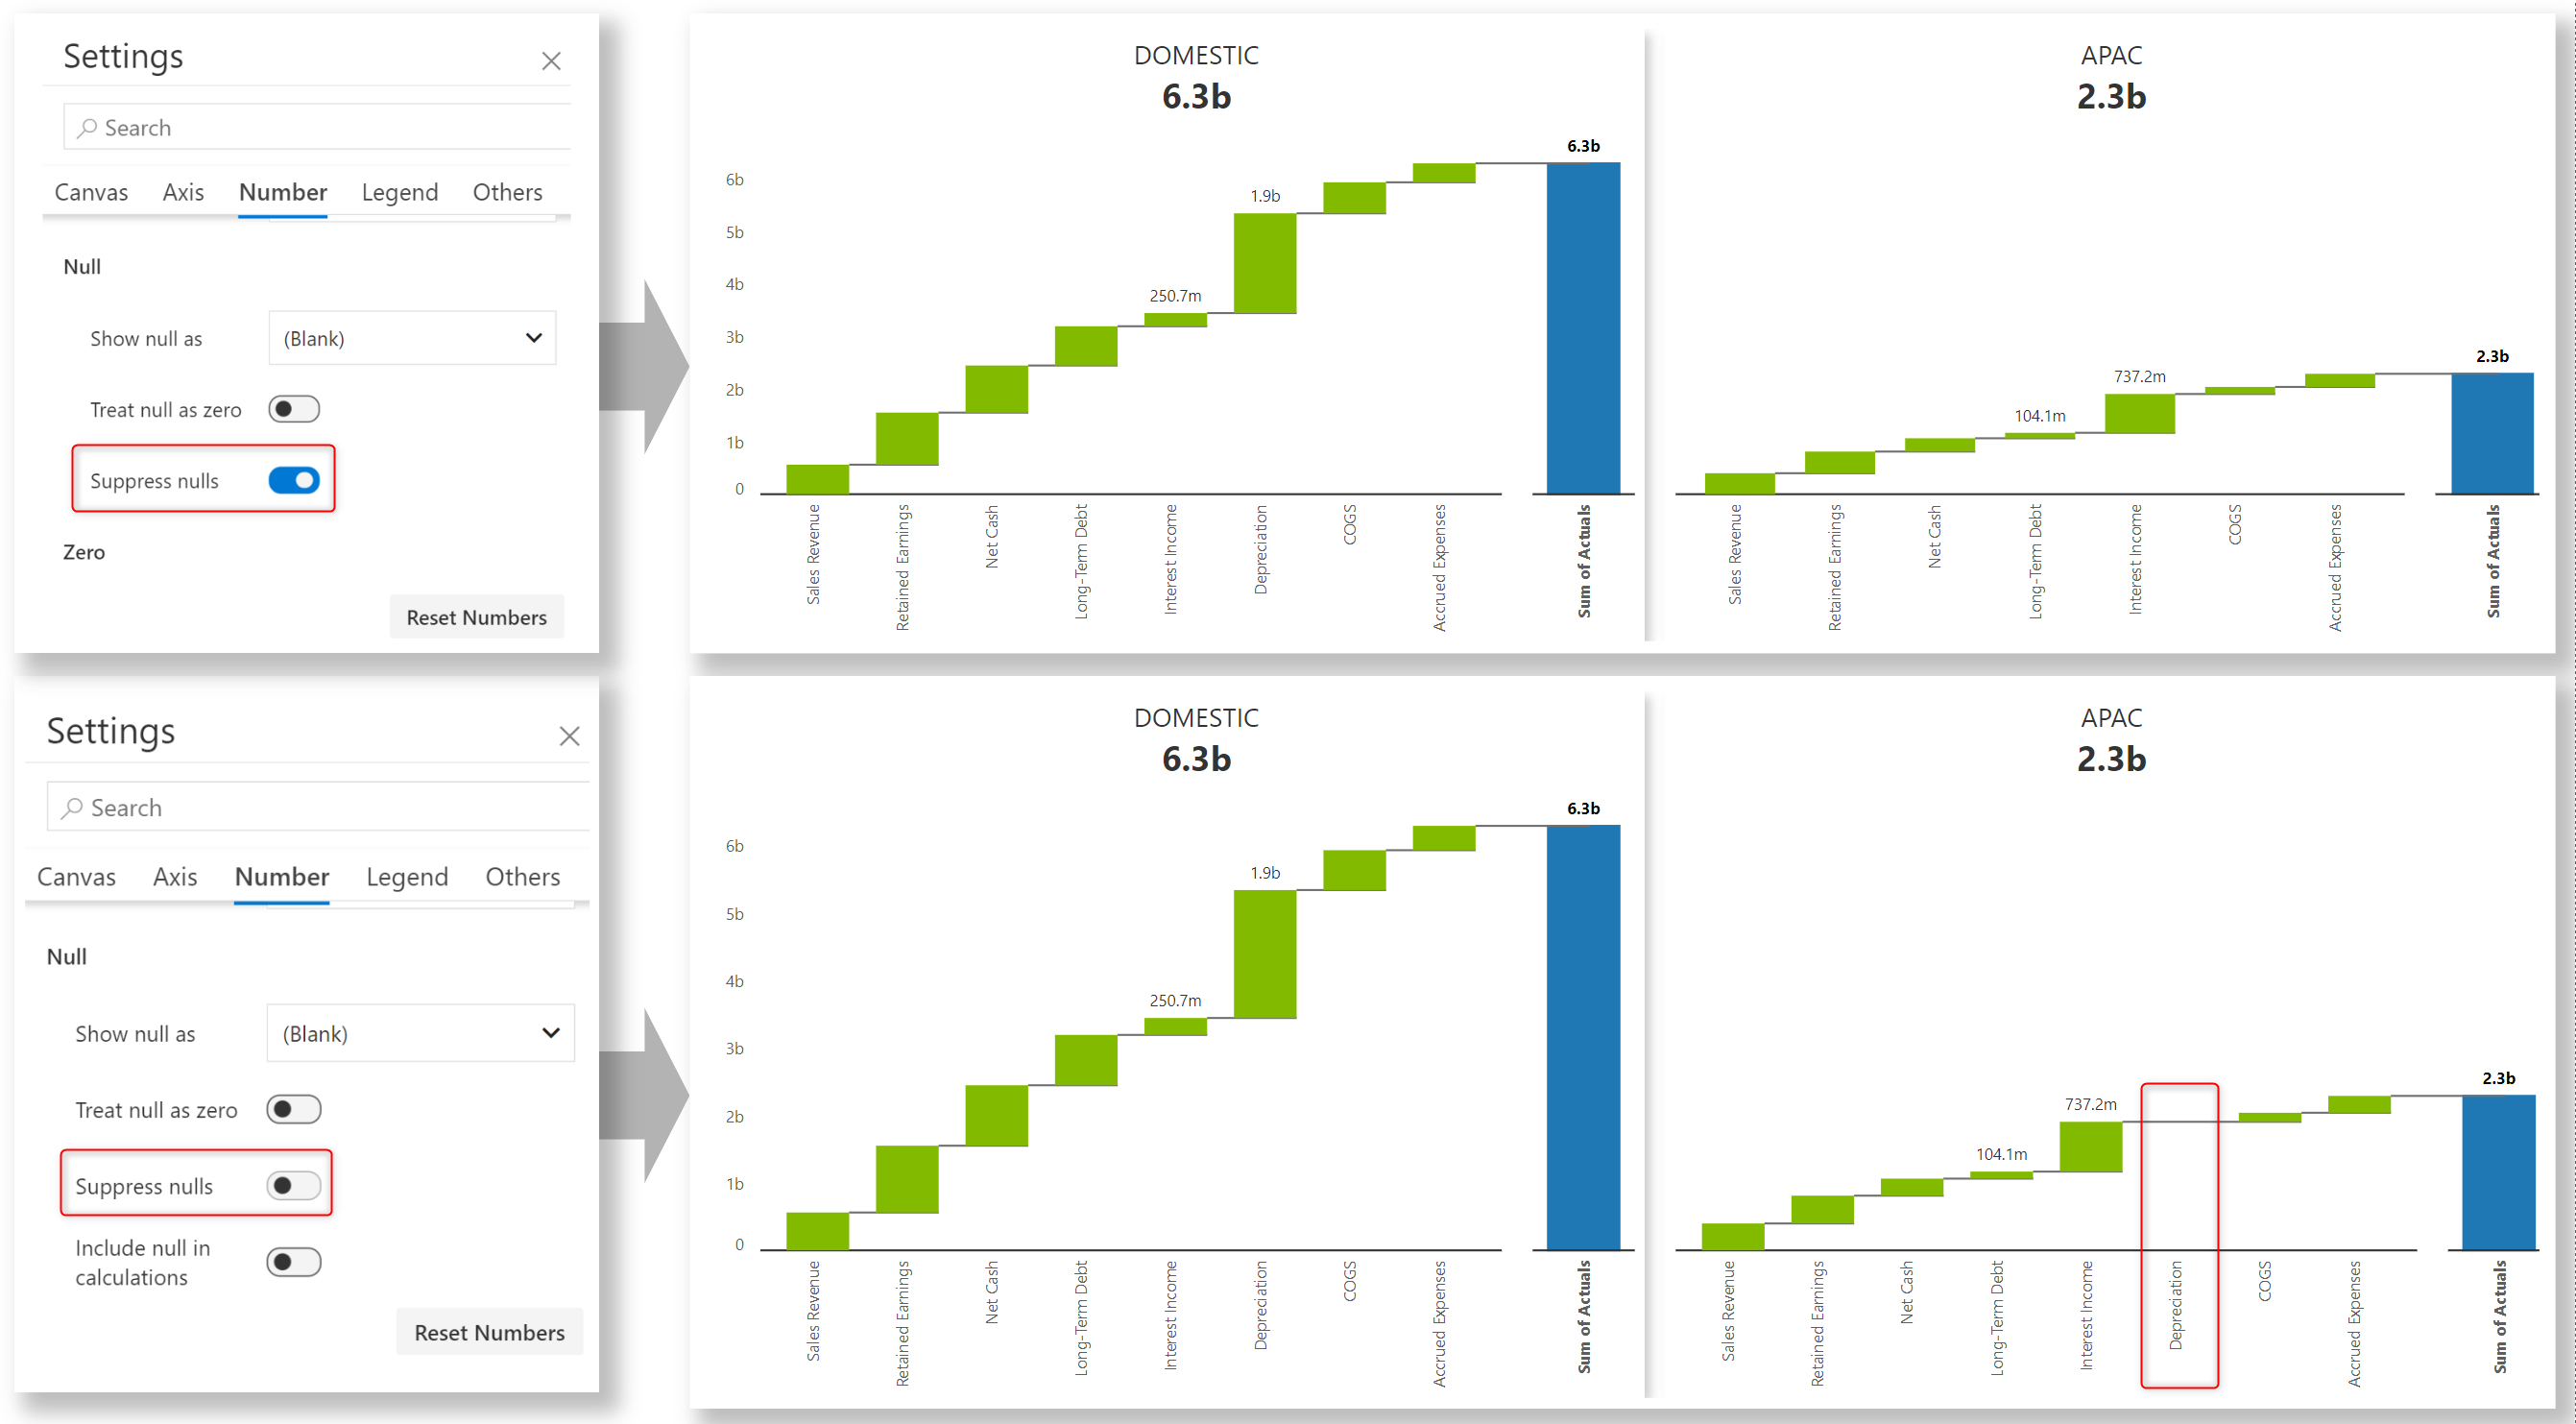 Settings
Search
Canvas Axis Number Legend Others
Null
Show null as (Blank)
Treat null as zero
Suppress nulls
Zero
Reset Numbers
DOMESTIC
6.3b
6b
5b
4b
3b
2b
1b
0
250.7m
1.9b
6.3b
Sales Revenue
Retained Earnings
Net Cash
Long-Term Debt
Interest Income
Depreciation
COGS
Accrued Expenses
Sum of Actuals
APAC
2.3b
104.1m
737.2m
2.3b
Sales Revenue
Retained Earnings
Net Cash
Long-Term Debt
Interest Income
COGS
Accrued Expenses
Sum of Actuals
Settings
Search
Canvas Axis Number Legend Others
Null
Show null as (Blank)
Treat null as zero
Suppress nulls
Include null in
calculations
Reset Numbers
DOMESTIC
6.3b
6b
5b
4b
3b
2b
1b
0
250.7m
1.9b
6.3b
Sales Revenue
Retained Earnings
Net Cash
Long-Term Debt
Interest Income
Depreciation
COGS
Accrued Expenses
Sum of Actuals
APAC
2.3b
104.1m
737.2m
2.3b
Sales Revenue
Retained Earnings
Net Cash
Long-Term Debt
Interest Income
Depreciation
COGS
Accrued Expenses
Sum of Actuals